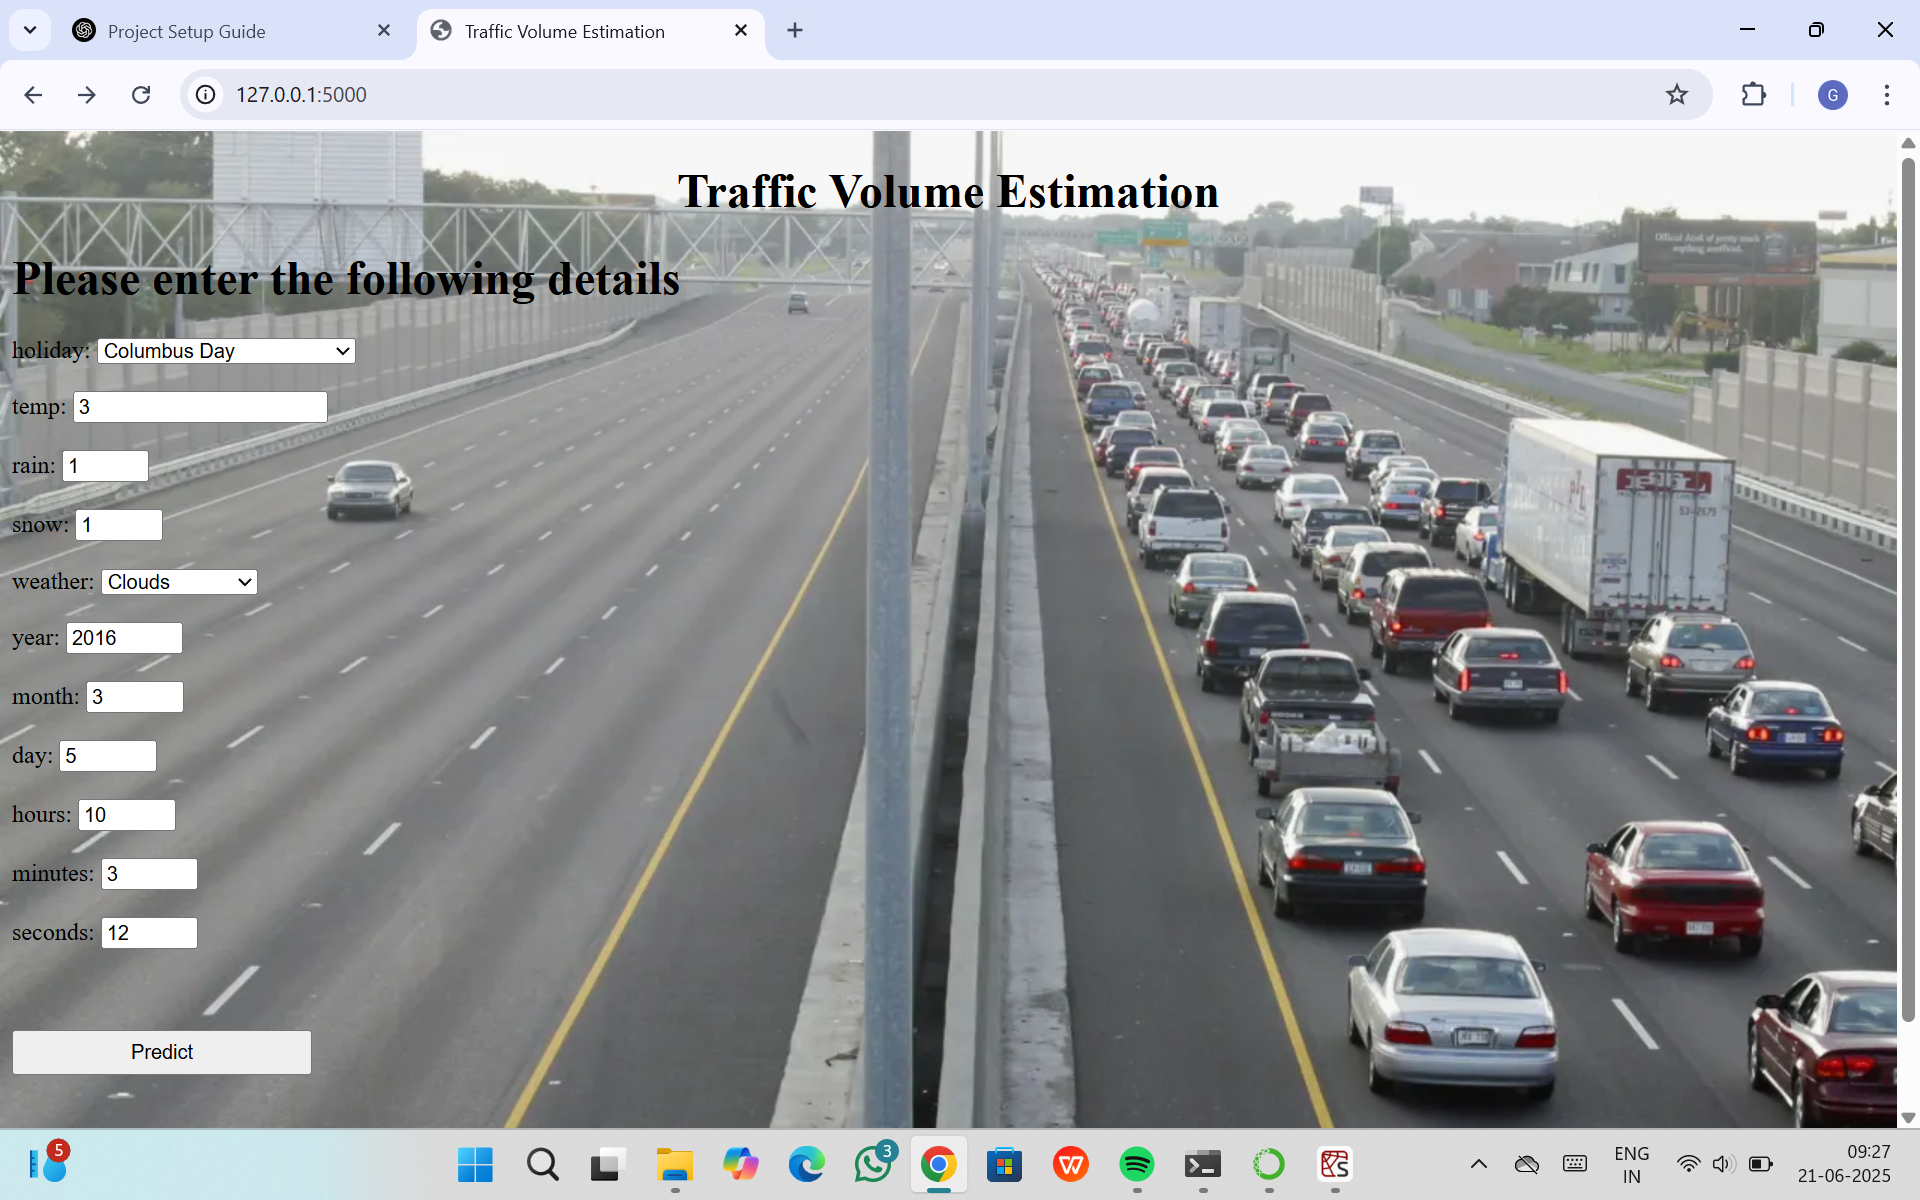 Project Setup Guide
Traffic Volume Estimation
127.0.0.1:5000
G
Traffic Volume Estimation
Please enter the following details
holiday: Columbus Day
temp: 3
rain: 1
snow: 1
weather: Clouds
year: 2016
month: 3
day: 5
hours: 10
minutes: 3
seconds: 12
Predict
5
3
ENG
IN
09:27
21-06-2025